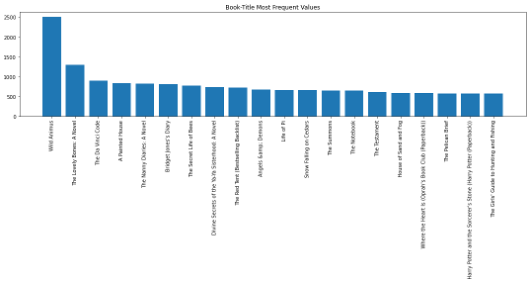 Book-Title Most Frequent Values
2500
2000
1500
1000
500
0
Wild Animus
The Lovely Bones: A Novel
The Da Vinci Code
A Painted House
The Nanny Diaries: A Novel
Bridget Jones's Diary
The Secret Life of Bees
Divine Secrets of the Ya-Ya Sisterhood: A Novel
The Red Tent (Bestselling Backlist)
Angels &amp; Demons
Life of Pi
Snow Falling on Cedars
The Summons
The Notebook
The Testament
House of Sand and Fog
Where the Heart Is (Oprah's Book Club (Paperback))
The Pelican Brief
Harry Potter and the Sorcerer's Stone (Harry Potter (Paperback))
The Girls' Guide to Hunting and Fishing